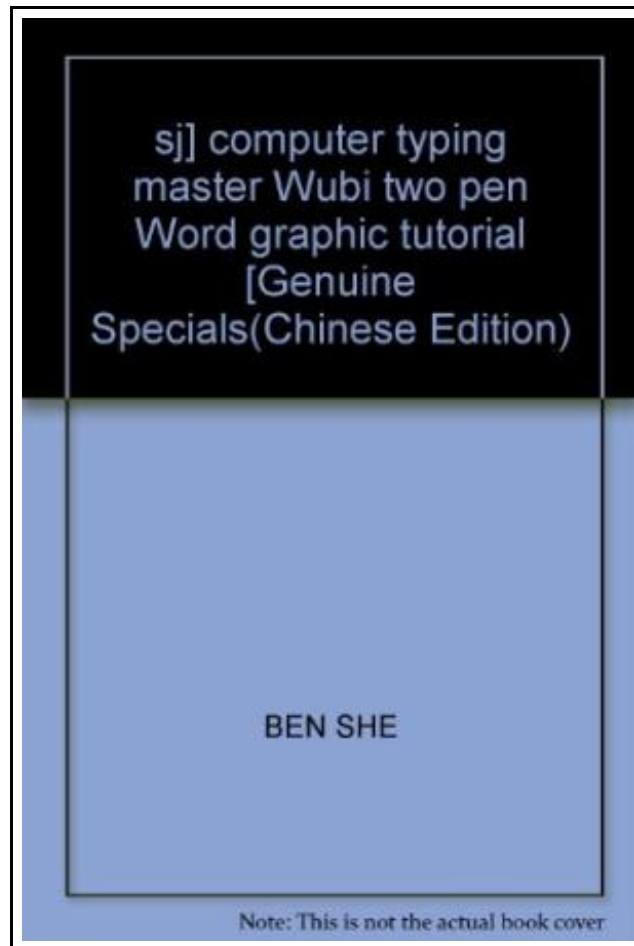 sj] computer typing
master Wubi two pen
Word graphic tutorial
[Genuine
Specials(Chinese Edition)
BEN SHE
Note: This is not the actual book cover